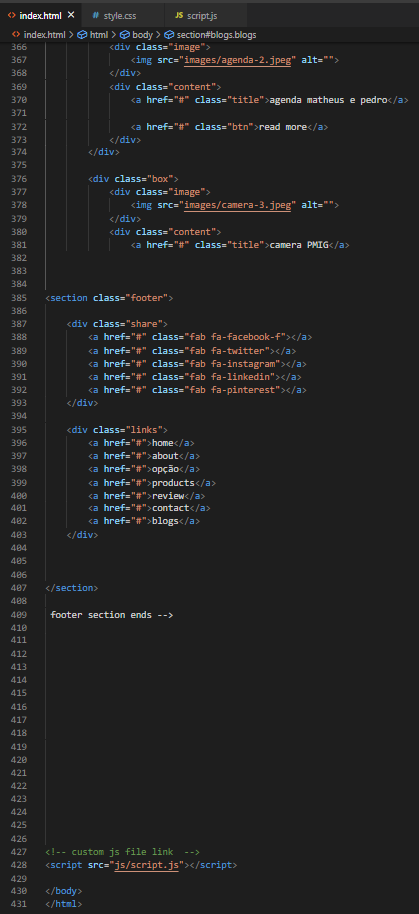 index.html × style.css script.js
index.html > html > body > section#blogs.blogs
366 <div class="image">
367 <img src="images/agenda-2.jpeg" alt="">
368 </div>
369 <div class="content">
370 <a href="#" class="title">agenda matheus e pedro</a>
371
372 <a href="#" class="btn">read more</a>
373 </div>
374 </div>
375
376 <div class="box">
377 <div class="image">
378 <img src="images/camera-3.jpeg" alt="">
379 </div>
380 <div class="content">
381 <a href="#" class="title">camera PMIG</a>
382
383
384
385 <section class="footer">
386
387 <div class="share">
388 <a href="#" class="fab fa-facebook-f"></a>
389 <a href="#" class="fab fa-twitter"></a>
390 <a href="#" class="fab fa-instagram"></a>
391 <a href="#" class="fab fa-linkedin"></a>
392 <a href="#" class="fab fa-pinterest"></a>
393 </div>
394
395 <div class="links">
396 <a href="#">home</a>
397 <a href="#">about</a>
398 <a href="#">opção</a>
399 <a href="#">products</a>
400 <a href="#">review</a>
401 <a href="#">contact</a>
402 <a href="#">blogs</a>
403 </div>
404
405
406
407 </section>
408
409 footer section ends -->
410
411
412
413
414
415
416
417
418
419
420
421
422
423
424
425
426
427 <!-- custom js file link -->
428 <script src="js/script.js"></script>
429
430 </body>
431 </html>